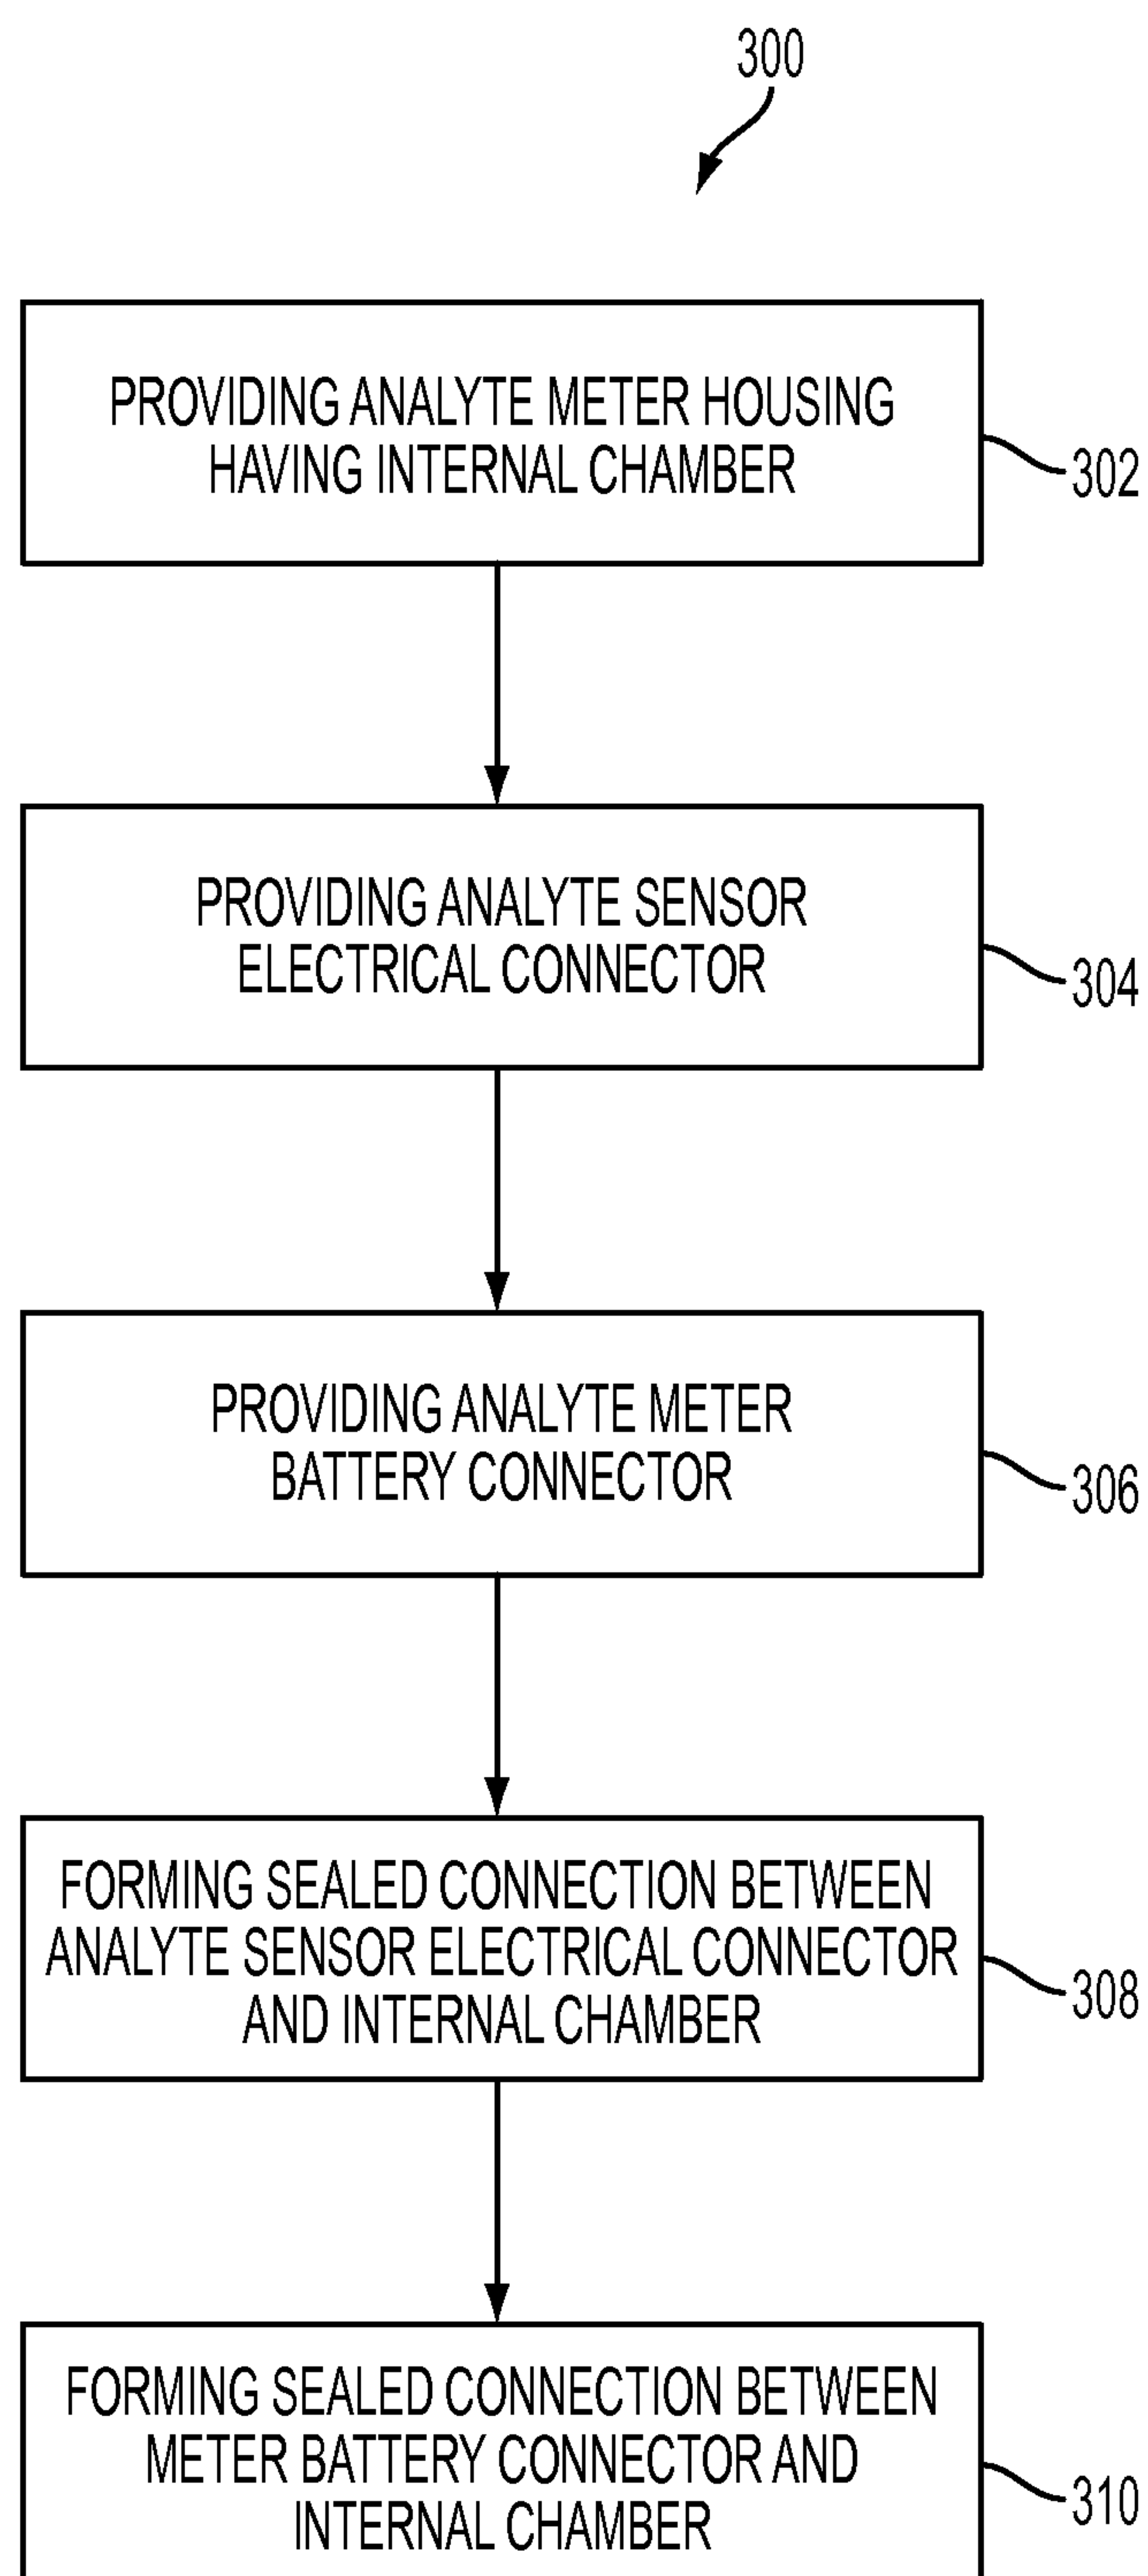 300
PROVIDING ANALYTE METER HOUSING
HAVING INTERNAL CHAMBER
302
PROVIDING ANALYTE SENSOR
ELECTRICAL CONNECTOR
304
PROVIDING ANALYTE METER
BATTERY CONNECTOR
306
FORMING SEALED CONNECTION BETWEEN
ANALYTE SENSOR ELECTRICAL CONNECTOR
AND INTERNAL CHAMBER
308
FORMING SEALED CONNECTION BETWEEN
METER BATTERY CONNECTOR AND
INTERNAL CHAMBER
310